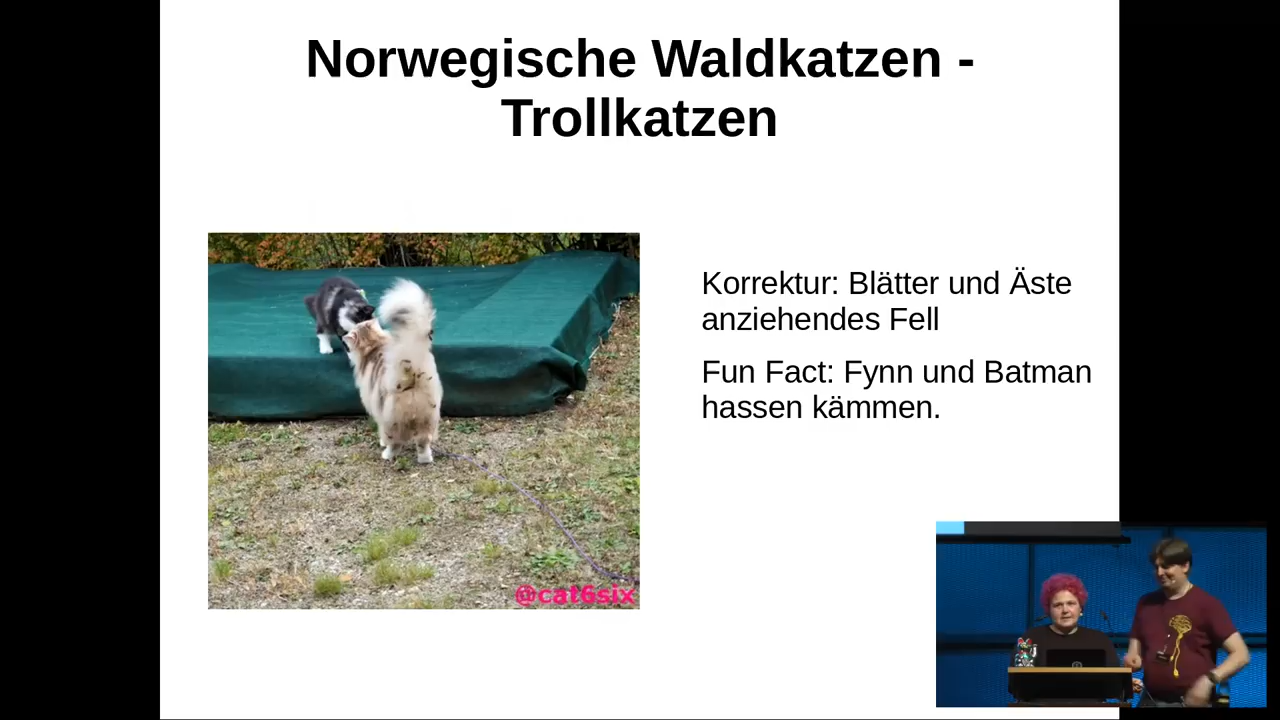 Norwegische Waldkatzen -
Trollkatzen
Korrektur: Blätter und Äste
anziehendes Fell
Fun Fact: Fynn und Batman
hassen kämmen.
@cat6six